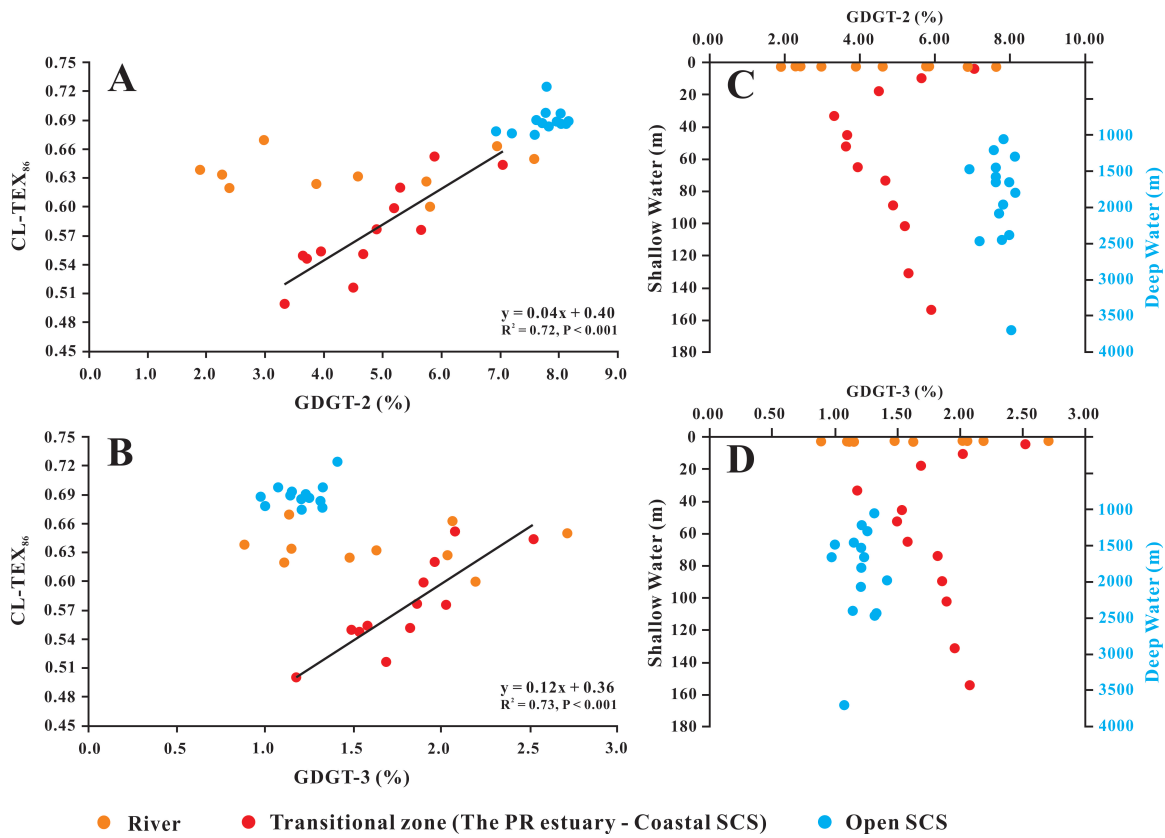 A
CL-TEX86
0.75
0.72
0.69
0.66
0.63
0.60
0.57
0.54
0.51
0.48
0.45
y = 0.04x + 0.40
R² = 0.72, P < 0.001
0.0 1.0 2.0 3.0 4.0 5.0 6.0 7.0 8.0 9.0
GDGT-2 (%)
C
GDGT-2 (%)
0.00 2.00 4.00 6.00 8.00 10.00
Shallow Water (m)
0
20
40
60
80
100
120
140
160
180
Deep Water (m)
1000
1500
2000
2500
3000
3500
4000
B
CL-TEX86
0.75
0.72
0.69
0.66
0.63
0.60
0.57
0.54
0.51
0.48
0.45
y = 0.12x + 0.36
R² = 0.73, P < 0.001
0.0 0.5 1.0 1.5 2.0 2.5 3.0
GDGT-3 (%)
D
GDGT-3 (%)
0.00 0.50 1.00 1.50 2.00 2.50 3.00
Shallow Water (m)
0
20
40
60
80
100
120
140
160
180
Deep Water (m)
1000
1500
2000
2500
3000
3500
4000
River Transitional zone (The PR estuary - Coastal SCS) Open SCS